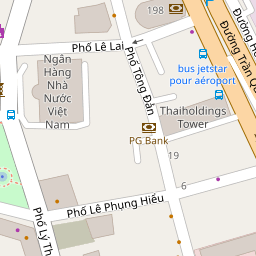 198
Phố Lê Lai
Ngân
Hàng
Nhà
Nước
Việt
Nam
Phố Tông Đản
bus jetstar
pour aéroport
Đường Trần Qu
Đường Hồng
Thaiholdings
Tower
PG Bank
19
6
Phố Lê Phụng Hiểu
Phố Lý Th